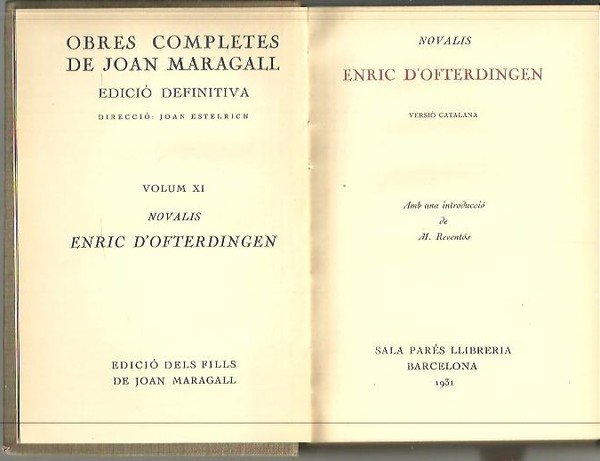 OBRES COMPLETES
DE JOAN MARAGALL
EDICIÓ DEFINITIVA
DIRECCIÓ: JOAN ESTELRICH
VOLUM XI
NOVALIS
ENRIC D'OFTERDINGEN
EDICIÓ DELS FILLS
DE JOAN MARAGALL
NOVALIS
ENRIC D'OFTERDINGEN
VERSIÓ CATALANA
Amb una introducció
de
M. Reventós
SALA PARÉS LLIBRERIA
BARCELONA
1931